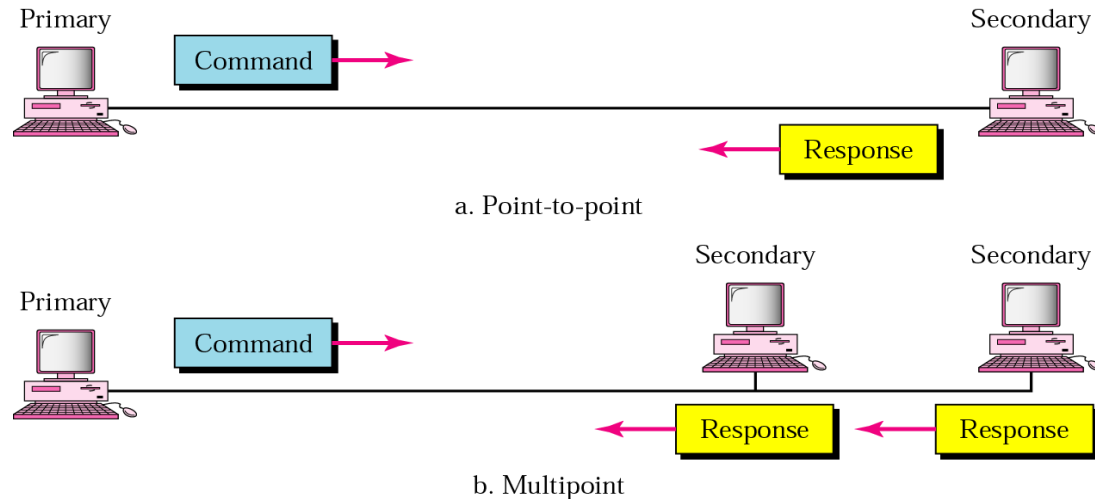 Primary
Secondary
Command
Response
a. Point-to-point
Secondary
Secondary
Primary
Command
Response
Response
b. Multipoint